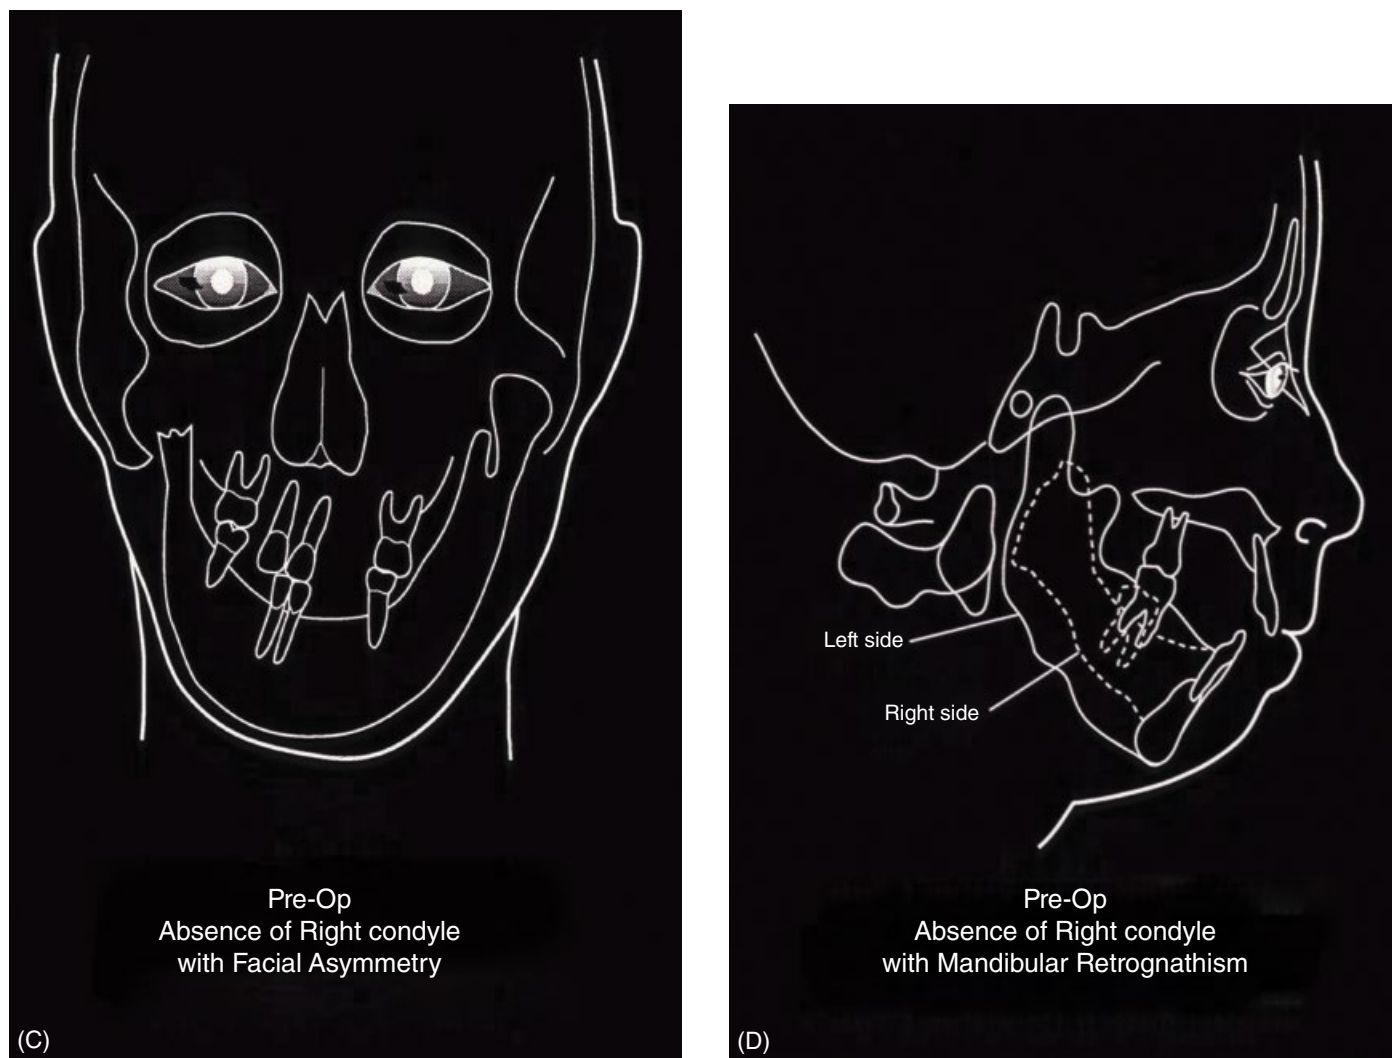 Pre-Op
Absence of Right condyle
with Facial Asymmetry
(C)
Left side
Right side
Pre-Op
Absence of Right condyle
with Mandibular Retrognathism
(D)